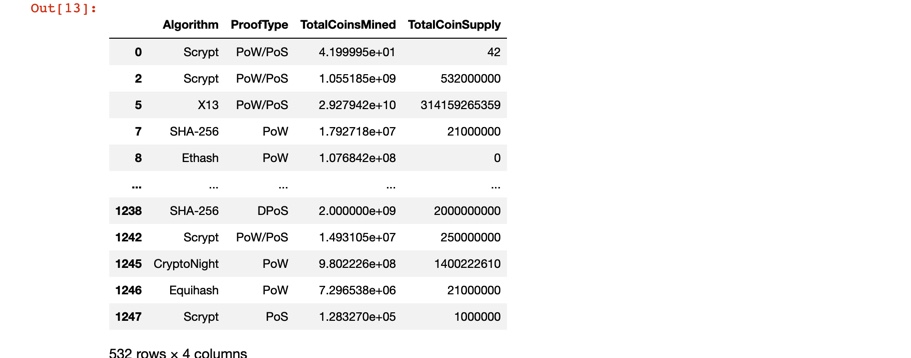 Out[13]:
Algorithm ProofType TotalCoinsMined TotalCoinSupply
0 Scrypt PoW/PoS 4.199995e+01 42
2 Scrypt PoW/PoS 1.055185e+09 532000000
5 X13 PoW/PoS 2.927942e+10 314159265359
7 SHA-256 PoW 1.792718e+07 21000000
8 Ethash PoW 1.076842e+08 0
... ... ... ... ...
1238 SHA-256 DPoS 2.000000e+09 2000000000
1242 Scrypt PoW/PoS 1.493105e+07 250000000
1245 CryptoNight PoW 9.802226e+08 1400222610
1246 Equihash PoW 7.296538e+06 21000000
1247 Scrypt PoS 1.283270e+05 1000000
532 rows × 4 columns